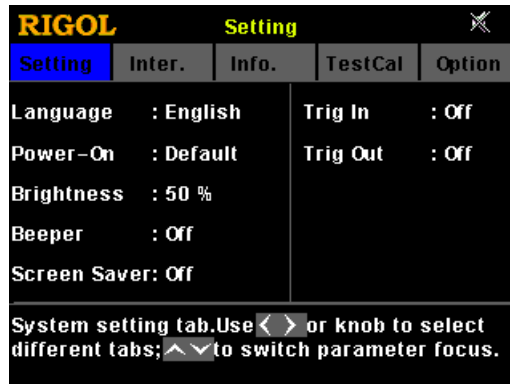 RIGOL Setting
Setting Inter. Info. TestCal Option
Language : English Trig In : Off
Power-On : Default Trig Out : Off
Brightness : 50 %
Beeper : Off
Screen Saver: Off
System setting tab.Use < > or knob to select
different tabs; to switch parameter focus.